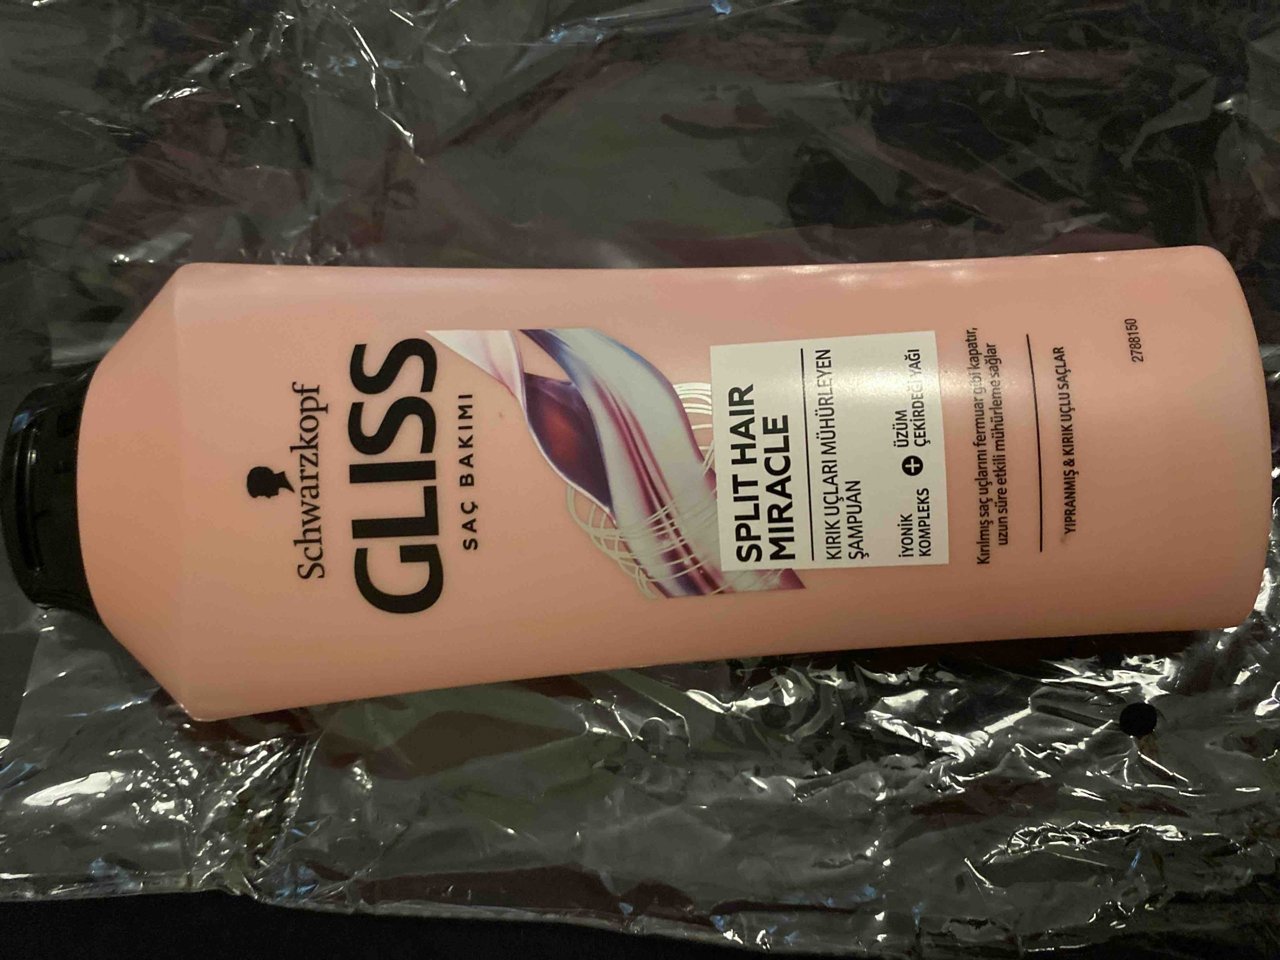 Schwarzkopf
GLISS
SAÇ BAKIMI
SPLIT HAIR
MIRACLE
KIRIK UÇLARI MÜHÜRLEYEN
ŞAMPUAN
İYONİK
KOMPLEKS
+
ÜZÜM
ÇEKİRDEĞİ YAĞI
Kırılmış saç uçlarını fermuar gibi kapatır,
uzun süre etkili mühürleme sağlar
YIPRANMIŞ & KIRIK UÇLU SAÇLAR
2788150